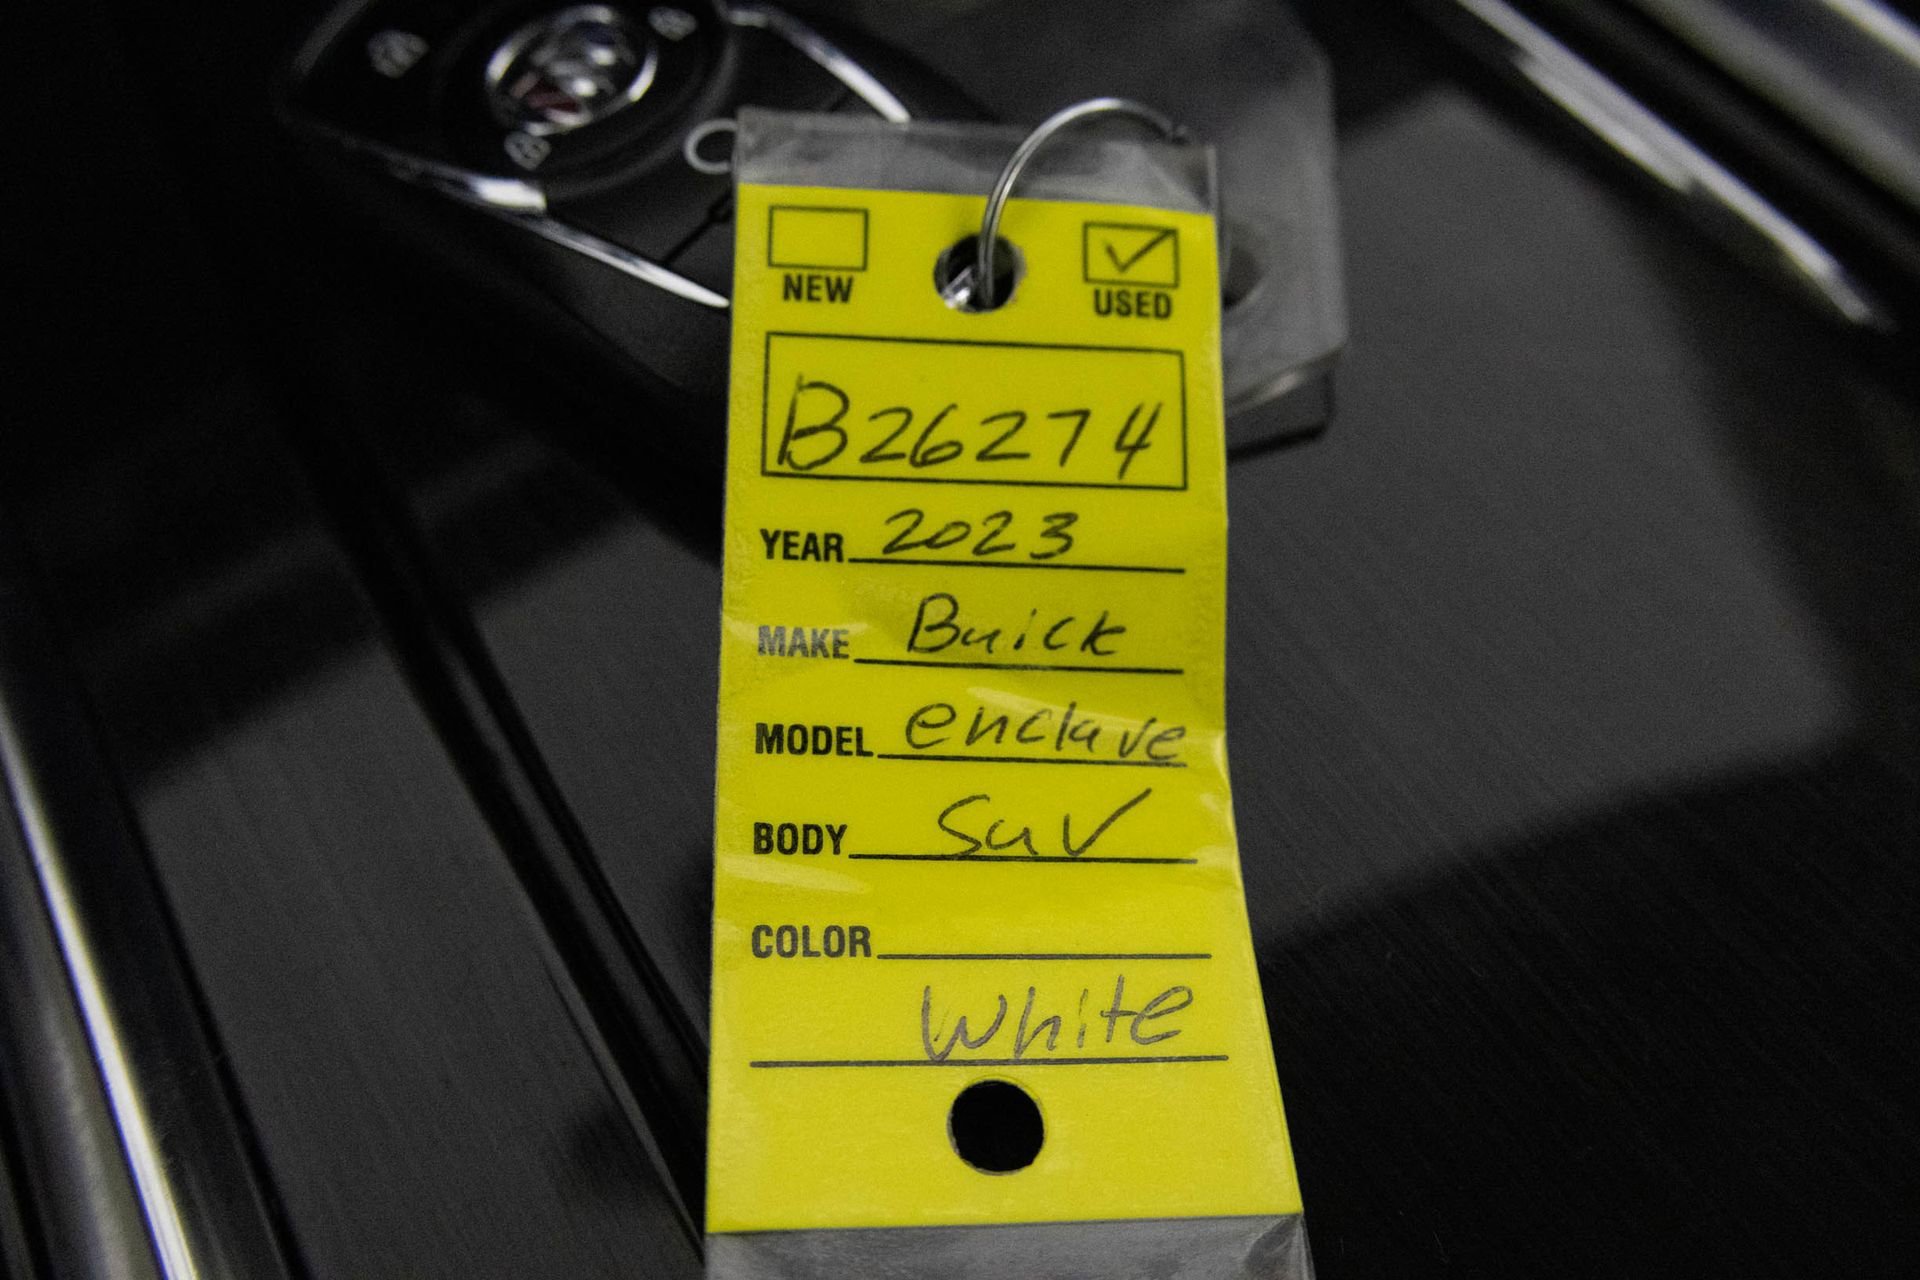 NEW USED
B26274
YEAR 2023
MAKE Buick
MODEL enclave
BODY SuV
COLOR
White